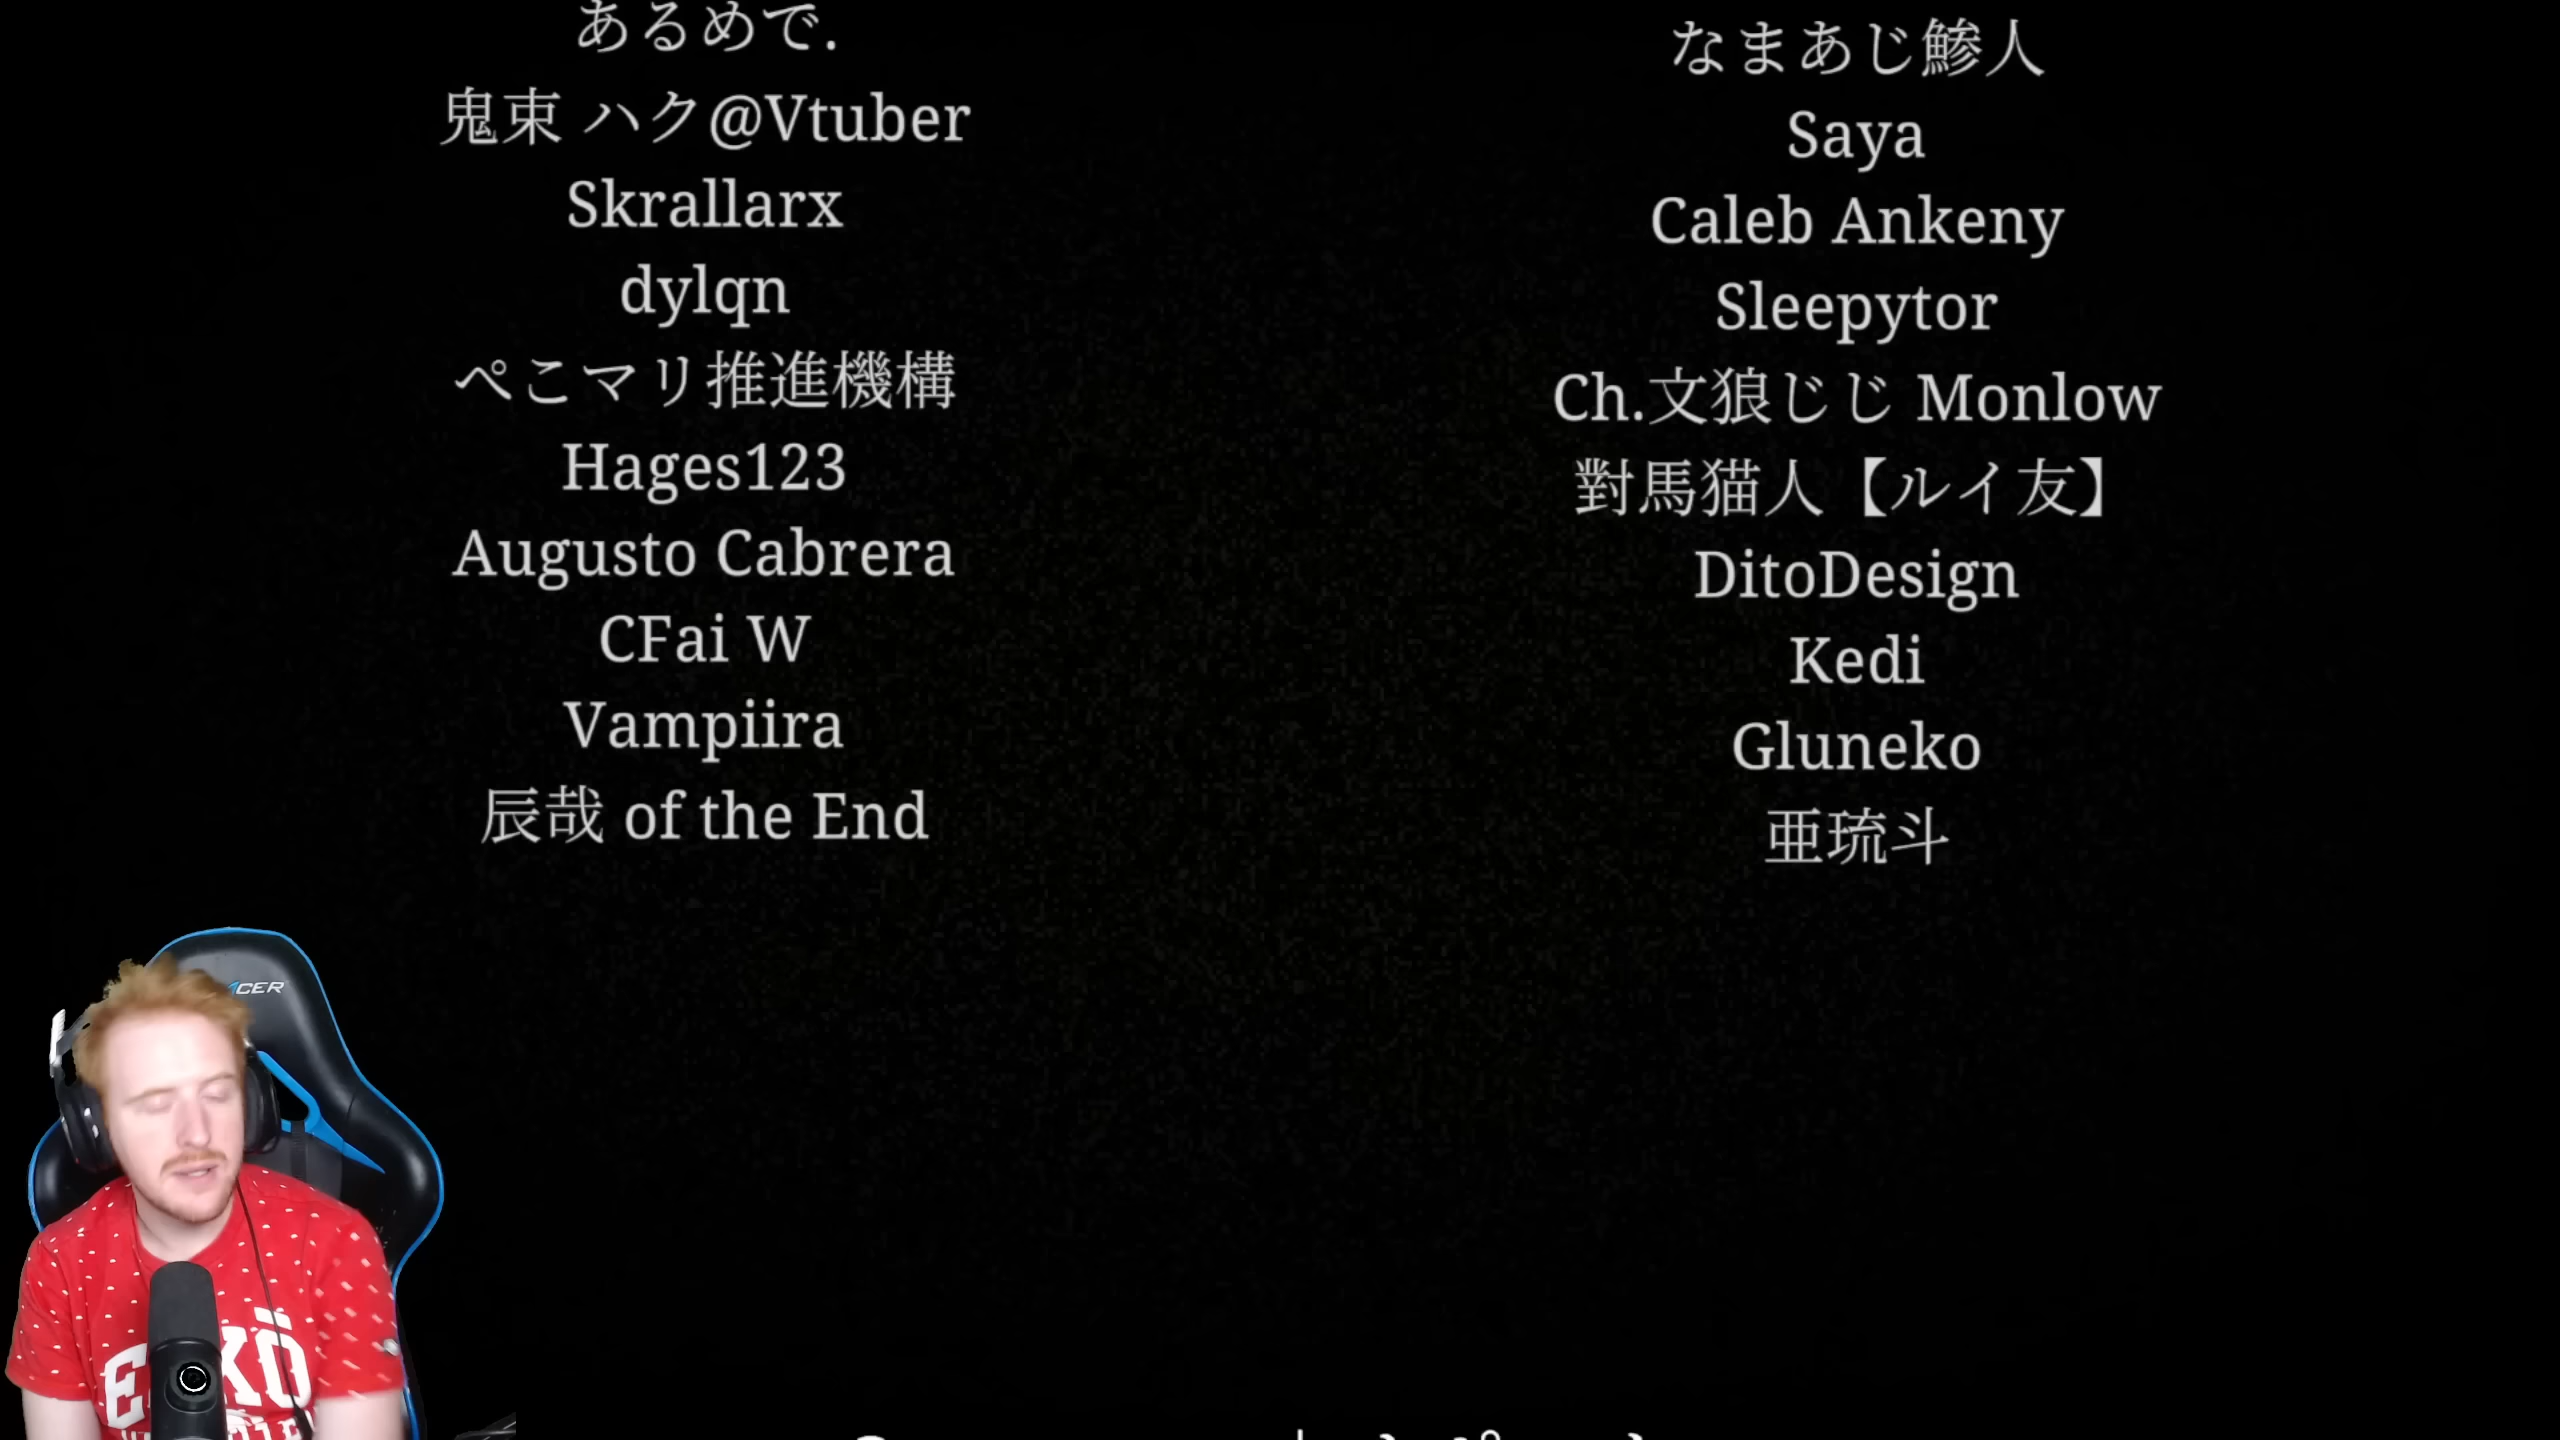 あるめで.
鬼束 ハク@Vtuber
Skrallarx
dylqn
ぺこマリ推進機構
Hages123
Augusto Cabrera
CFai W
Vampiira
辰哉 of the End
なまあじ鯵人
Saya
Caleb Ankeny
Sleepytor
Ch.文狼じじ Monlow
對馬猫人【ルイ友】
DitoDesign
Kedi
Gluneko
亜琉斗